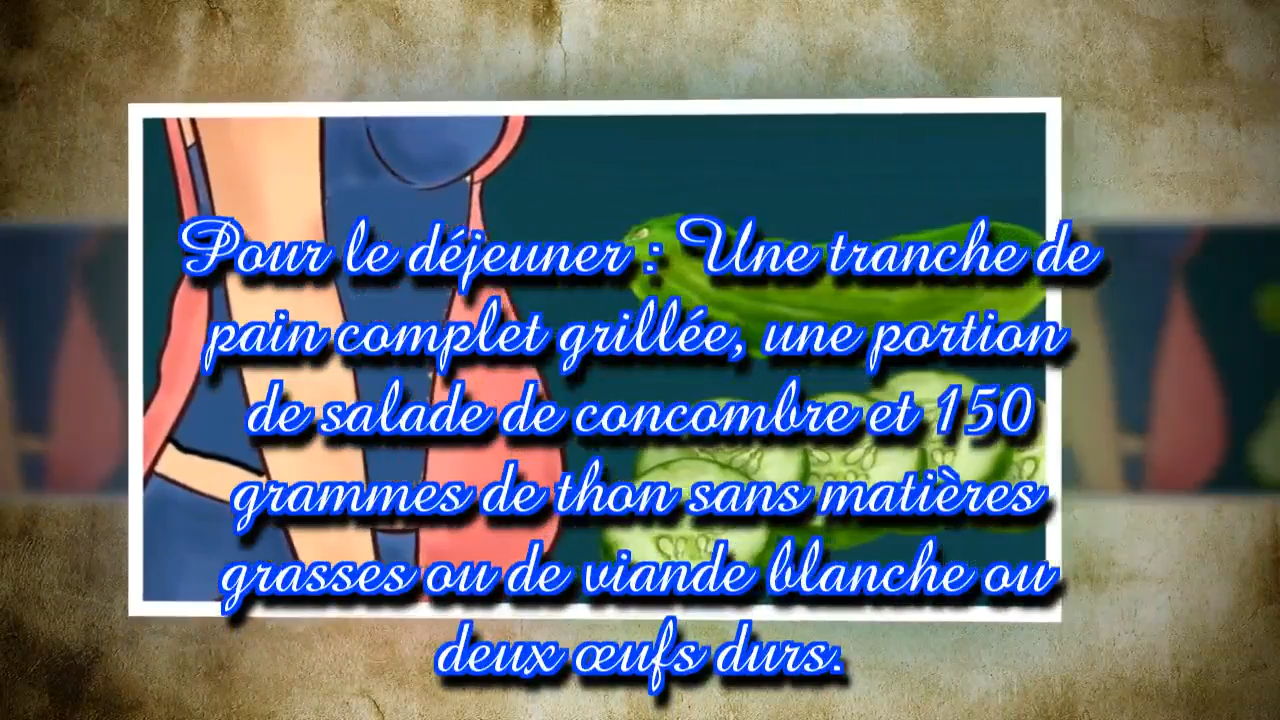 Pour le déjeuner : Une tranche de
pain complet grillée, une portion
de salade de concombre et 150
grammes de thon sans matières
grasses ou de viande blanche ou
deux œufs durs.